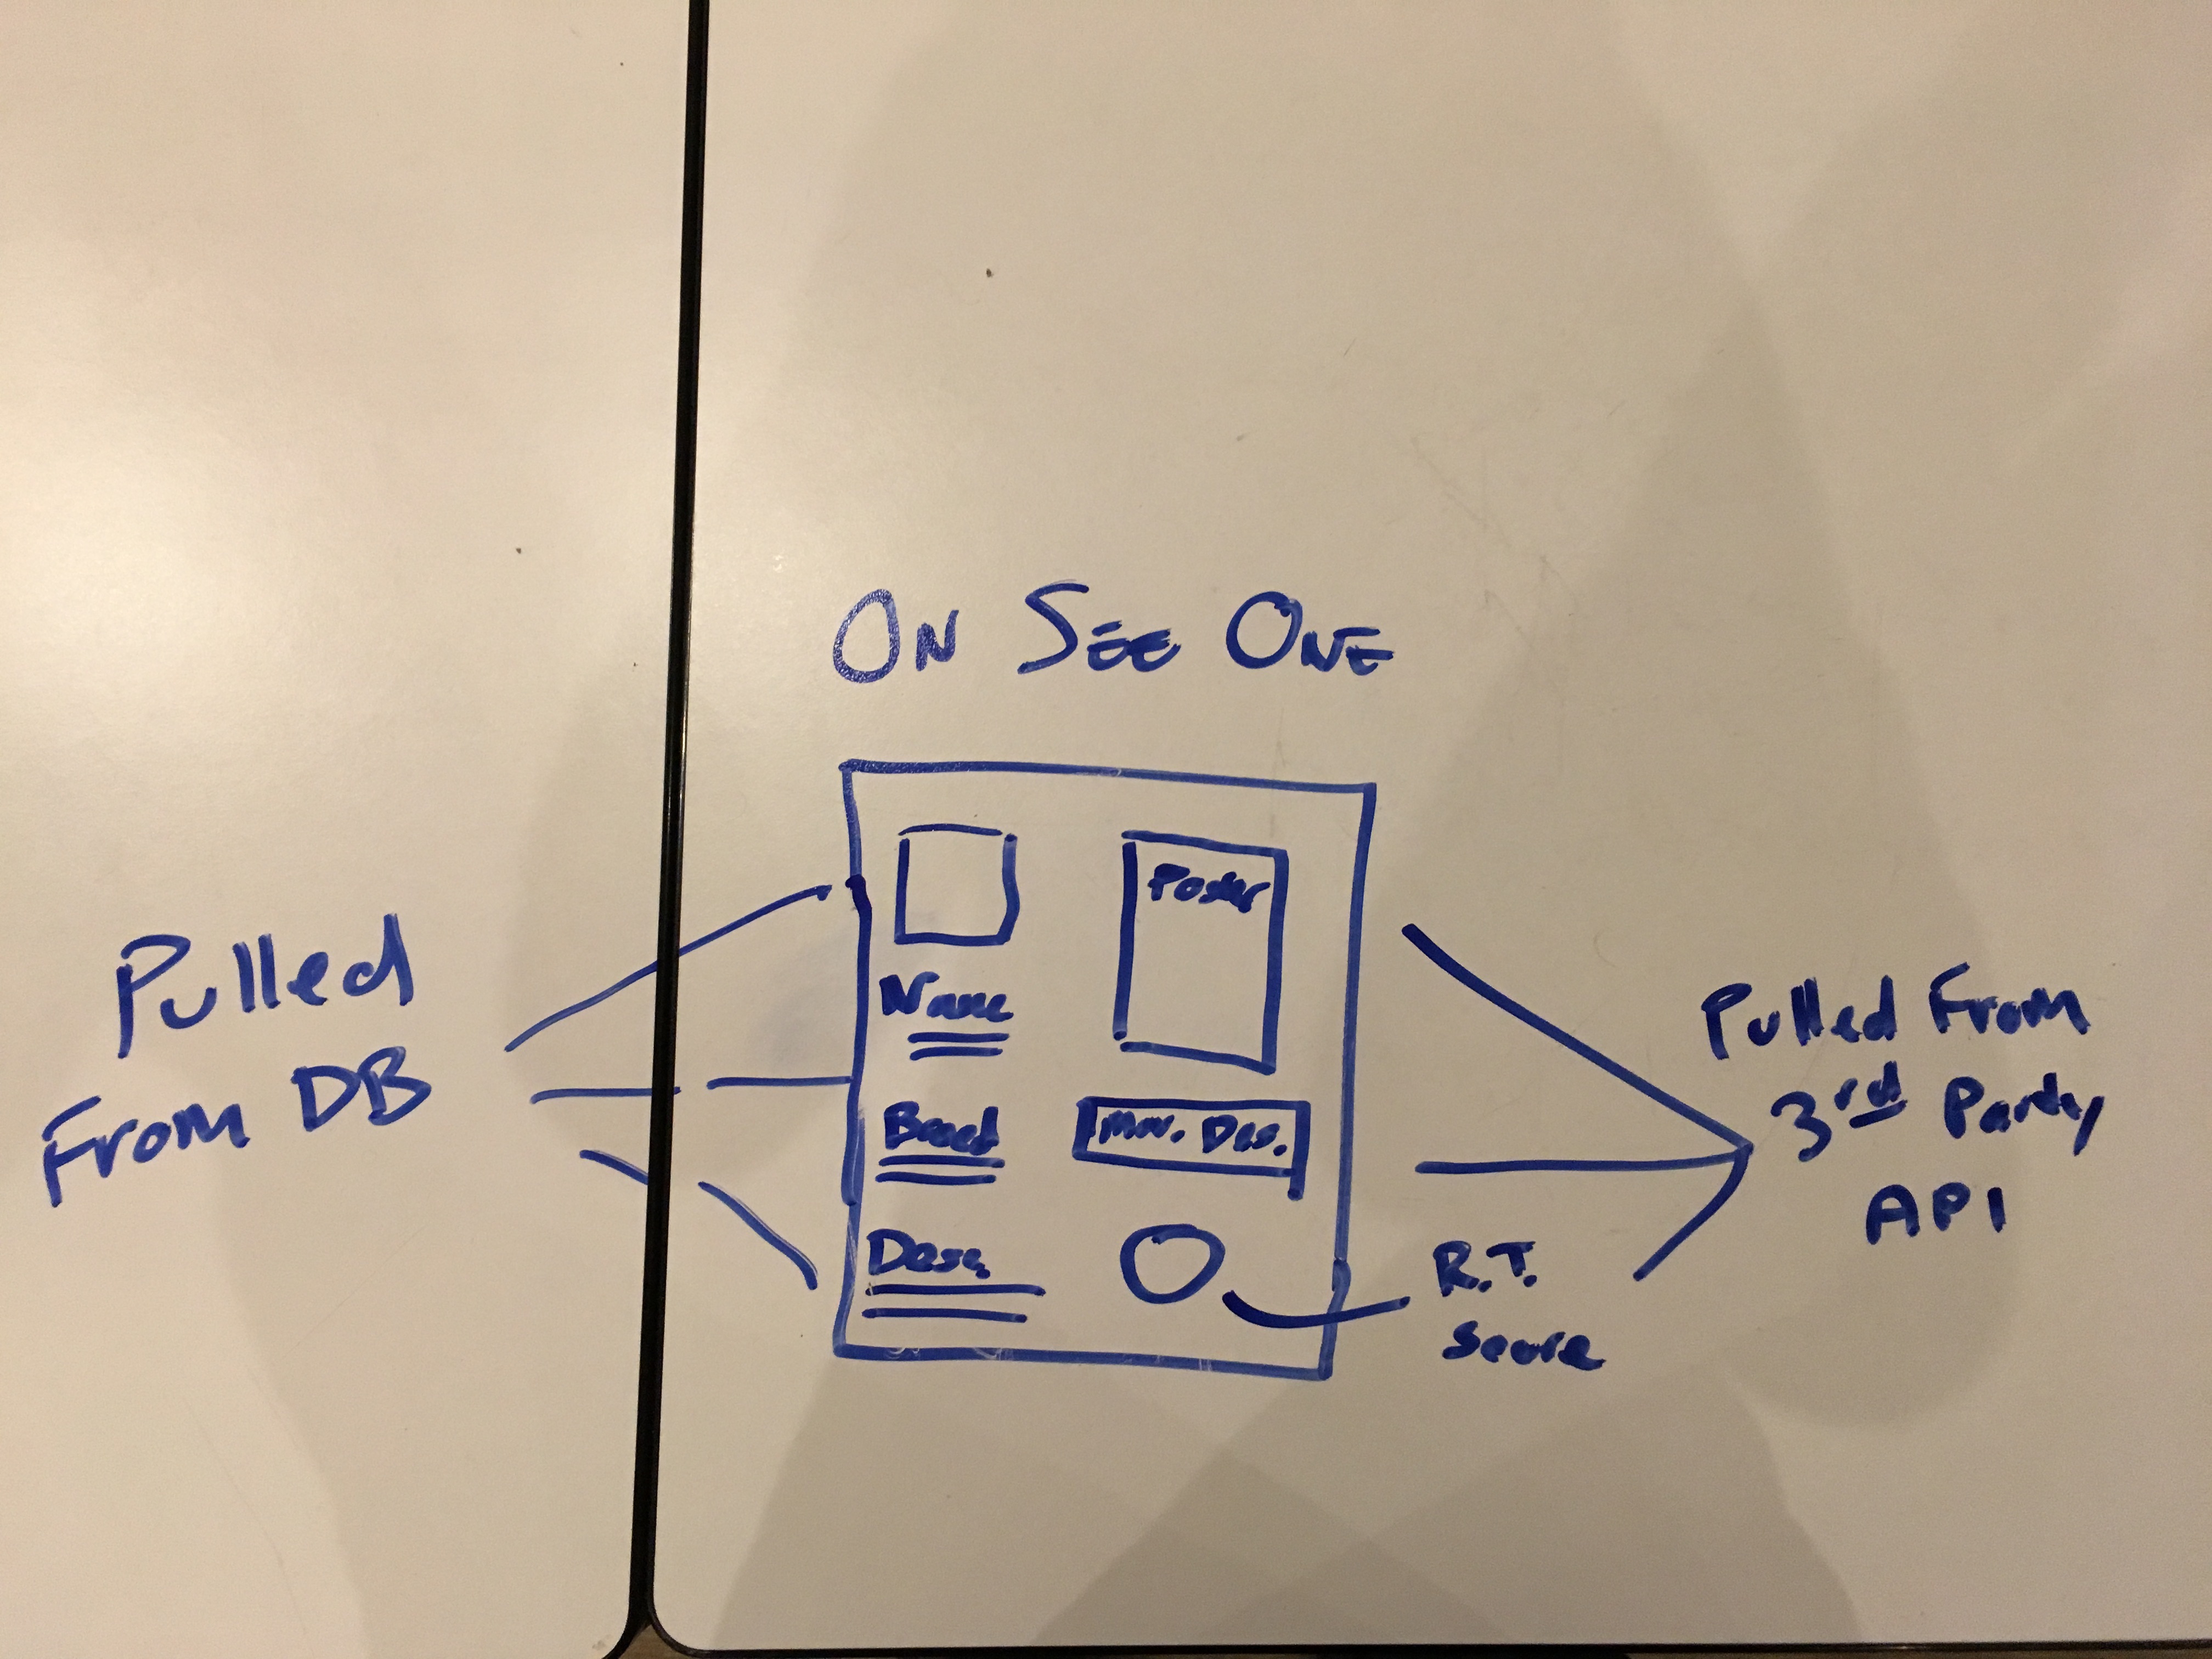 On See One
Pulled
From DB
Name
Breed
Desc.
Poster
Mov. Des.
R.T.
Score
Pulled From
3rd Party
API